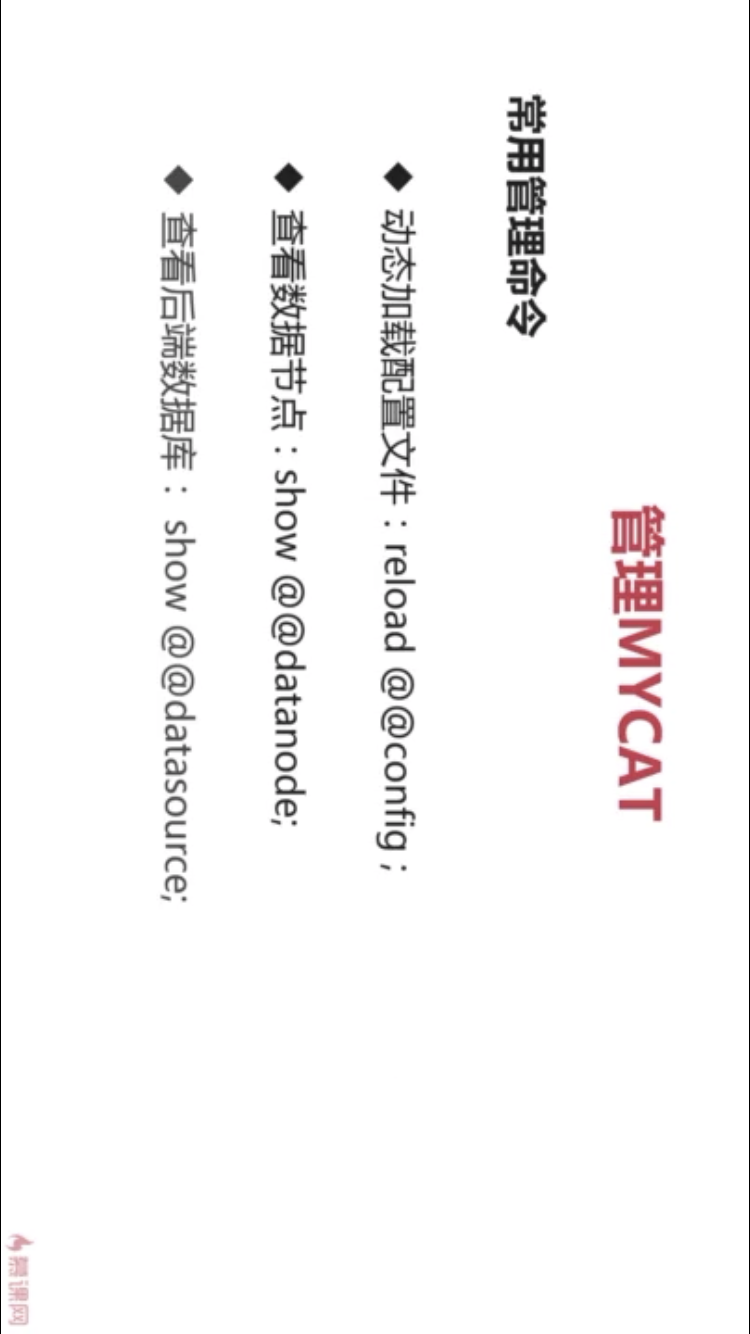 管理MYCAT
常用管理命令
◆ 动态加载配置文件：reload @@config ;
◆ 查看数据节点：show @@datanode;
◆ 查看后端数据库： show @@datasource;
慕课网